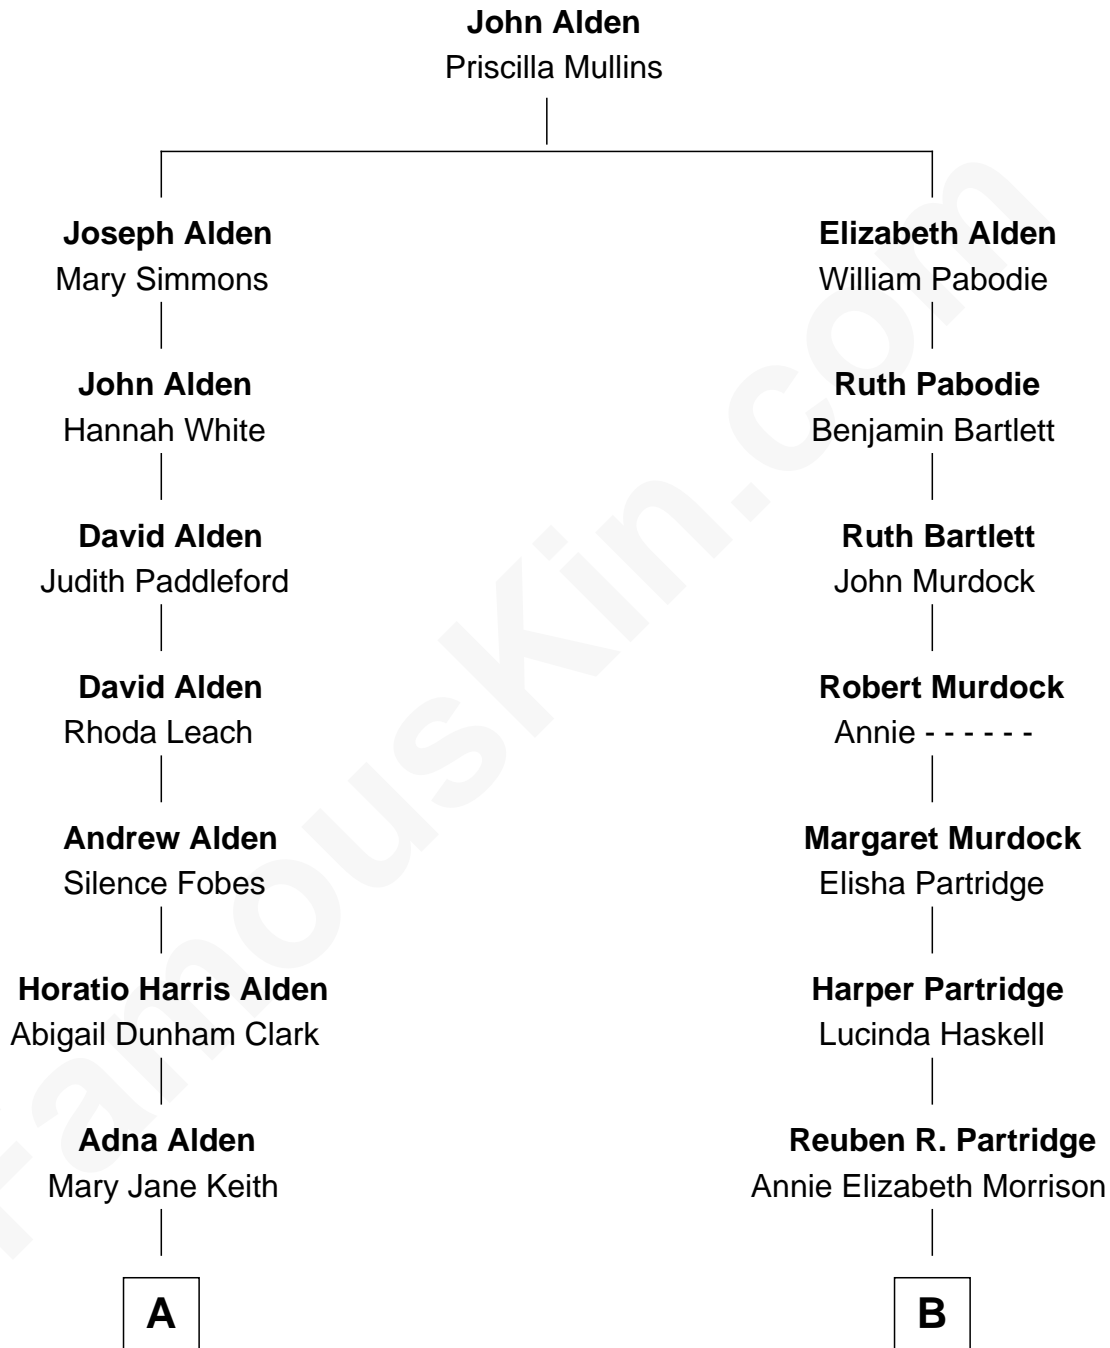 John Alden
Priscilla Mullins
Joseph Alden
Mary Simmons
Elizabeth Alden
William Pabodie
John Alden
Hannah White
Ruth Pabodie
Benjamin Bartlett
David Alden
Judith Paddleford
Ruth Bartlett
John Murdock
David Alden
Rhoda Leach
Robert Murdock
Annie - - - - - -
Andrew Alden
Silence Fobes
Margaret Murdock
Elisha Partridge
Horatio Harris Alden
Abigail Dunham Clark
Harper Partridge
Lucinda Haskell
Adna Alden
Mary Jane Keith
Reuben R. Partridge
Annie Elizabeth Morrison
A
B
FamousKin.com